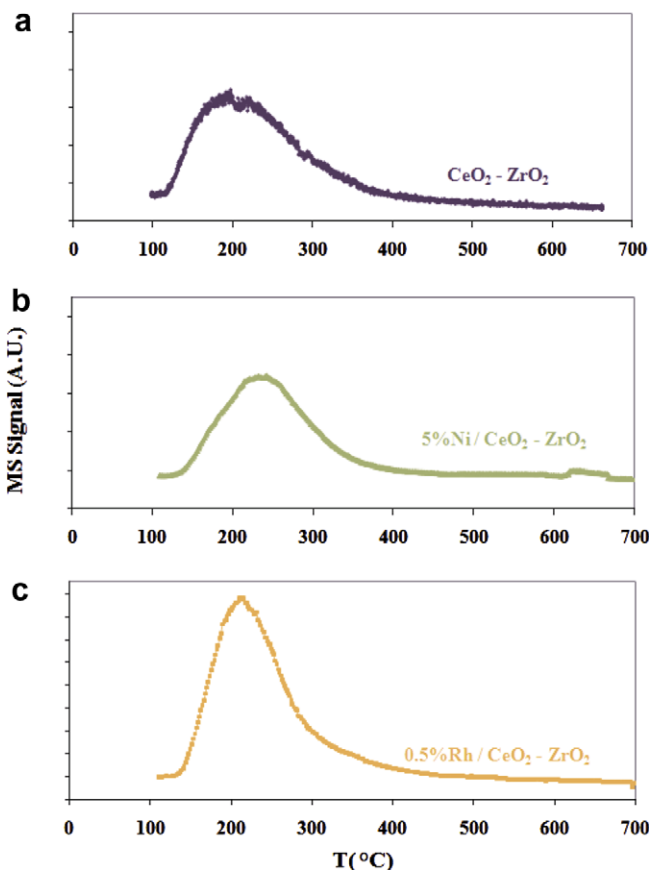 a
CeO₂ - ZrO₂
0 100 200 300 400 500 600 700
b
MS Signal (A.U.)
5%Ni / CeO₂ - ZrO₂
0 100 200 300 400 500 600 700
c
0.5%Rh / CeO₂ - ZrO₂
0 100 200 300 400 500 600 700
T(°C)